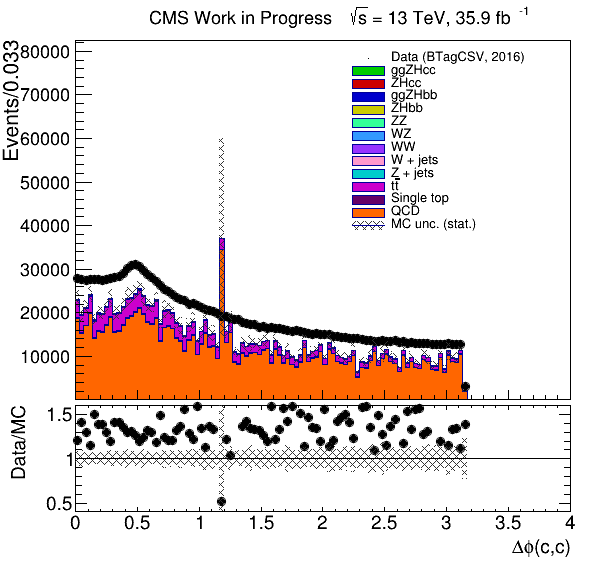 CMS Work in Progress √s = 13 TeV, 35.9 fb⁻¹
Events/0.033
80000
70000
60000
50000
40000
30000
20000
10000
Data (BTagCSV, 2016)
ggZHcc
ZHcc
ggZHbb
ZHbb
ZZ
WZ
WW
W + jets
Z + jets
tt̄
Single top
QCD
MC unc. (stat.)
Data/MC
1.5
1
0.5
0 0.5 1 1.5 2 2.5 3 3.5 4
Δϕ(c,c)